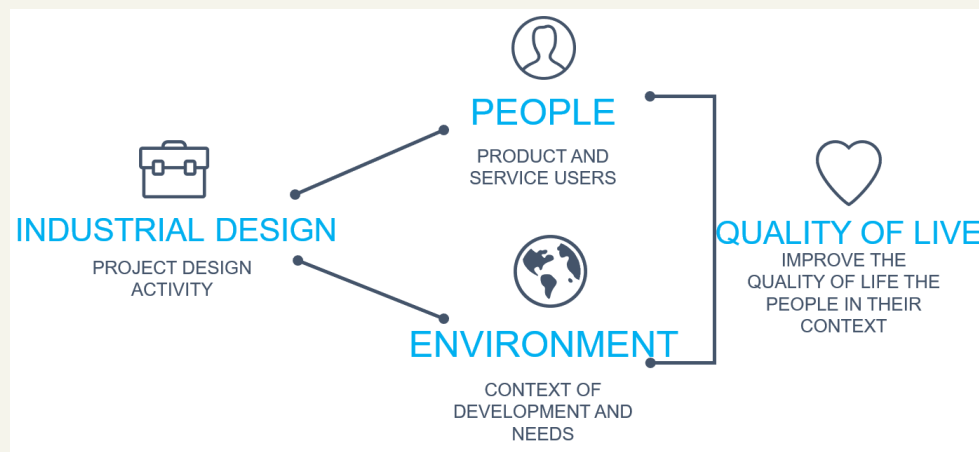 INDUSTRIAL DESIGN
PROJECT DESIGN
ACTIVITY
PEOPLE
PRODUCT AND
SERVICE USERS
ENVIRONMENT
CONTEXT OF
DEVELOPMENT AND
NEEDS
QUALITY OF LIVE
IMPROVE THE
QUALITY OF LIFE THE
PEOPLE IN THEIR
CONTEXT